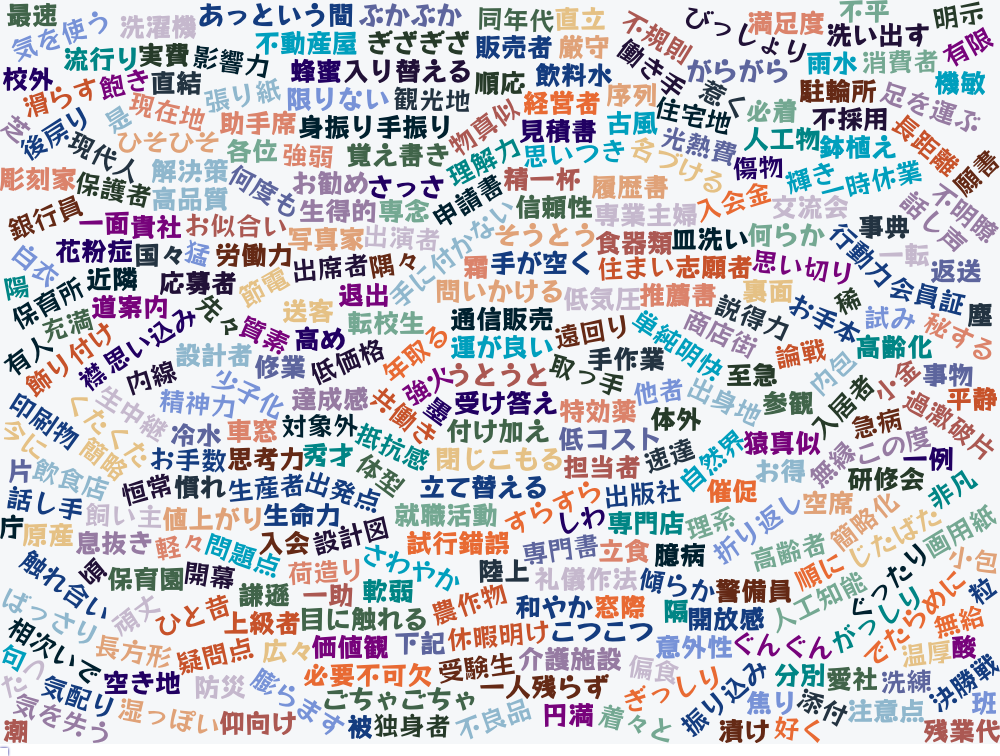 最速
気を使う
洗濯機
あっという間
ぶかぶか
同年代
直立
不規則
びっしょり
満足度
不平
洗い出す
明示
有限
流行り
実費
影響力
不動産屋
ぎざぎざ
販売者
厳守
働き手
がらがら
雨水
消費者
機敏
校外
滑らす
飽き
直結
張り紙
蜂蜜
入り替える
限りない
観光地
順応
飲料水
経営者
序列
住宅地
惹く
必着
駐輪所
足を運ぶ
不採用
芝
後戻り
現代人
是
現在地
ひそひそ
助手席
身振り手振り
物真似
見積書
古風
光熱費
人工物
鉢植え
長距離
願書
各位
強弱
覚え書き
理解力
思いつき
名づける
傷物
輝き
一時休業
彫刻家
保護者
解決策
高品質
何度も
お勧め
さっさ
申請書
精一杯
履歴書
入会金
交流会
話し声
不明瞭
銀行員
一面
貴社
お似合い
生得的
専念
信頼性
専業主婦
事典
白衣
花粉症
国々
猛
労働力
写真家
出演者
手に付かない
そうとう
食器類
皿洗い
何らか
行動力
一転
返送
陽
保育所
近隣
応募者
節電
出席者
隅々
霜
手が空く
住まい
志願者
思い切り
会員証
道案内
先々
送客
退出
問いかける
低気圧
推薦書
裏面
説得力
お手本
稀
試み
秘する
塵
有人
充満
飾り付け
襟
思い込み
質素
高め
転校生
通信販売
運が良い
遠回り
単純明快
商店街
論戦
高齢化
内線
設計者
修業
低価格
年取る
取っ手
手作業
至急
内包
小金
事物
平静
印刷物
くたくた
生中継
精神力
少子化
達成感
共働き
強火
墨
うとうと
受け答え
特効薬
他者
出身地
参観
入居者
過激
破片
今に
簡略
冷水
車窓
対象外
抵抗感
付け加え
低コスト
体外
速達
自然界
猿真似
急病
無縁
この度
一例
片
飲食店
お手数
思考力
秀才
体型
閉じこもる
担当者
お得
研修会
非凡
話し手
恒常
慣れ
生産者
出発点
立て替える
すらすら
出版社
催促
折り返し
空席
簡略化
庁
原産
飼い主
値上がり
生命力
就職活動
しわ
専門店
理系
じたばた
画用紙
息抜き
軽々
問題点
入会
設計図
さわやか
試行錯誤
専門書
立食
臆病
高齢者
順に
ぐったり
小包
触れ合い
保育園
開幕
荷造り
陸上
礼儀作法
傾らか
警備員
人工知能
がっしり
粒
ばっさり
頑丈
ひと苦
謙遜
一助
軟弱
農作物
和やか
窓際
隔
開放感
でたらめに
無給
相次いで
上級者
目に触れる
句
長方形
疑問点
広々
価値観
下記
休暇明け
こつこつ
意外性
ぐんぐん
温厚
酸
たつ
気配り
空き地
防災
膨らます
必要不可欠
受験生
介護施設
偏食
ぎっしり
振り込み
分別
愛社
洗練
決勝戦
ごちゃごちゃ
一人残らず
潮
気を失う
湿っぽい
仰向け
被
独身者
不良品
円満
着々と
漬け
焦り
好く
添付
注意点
班
残業代